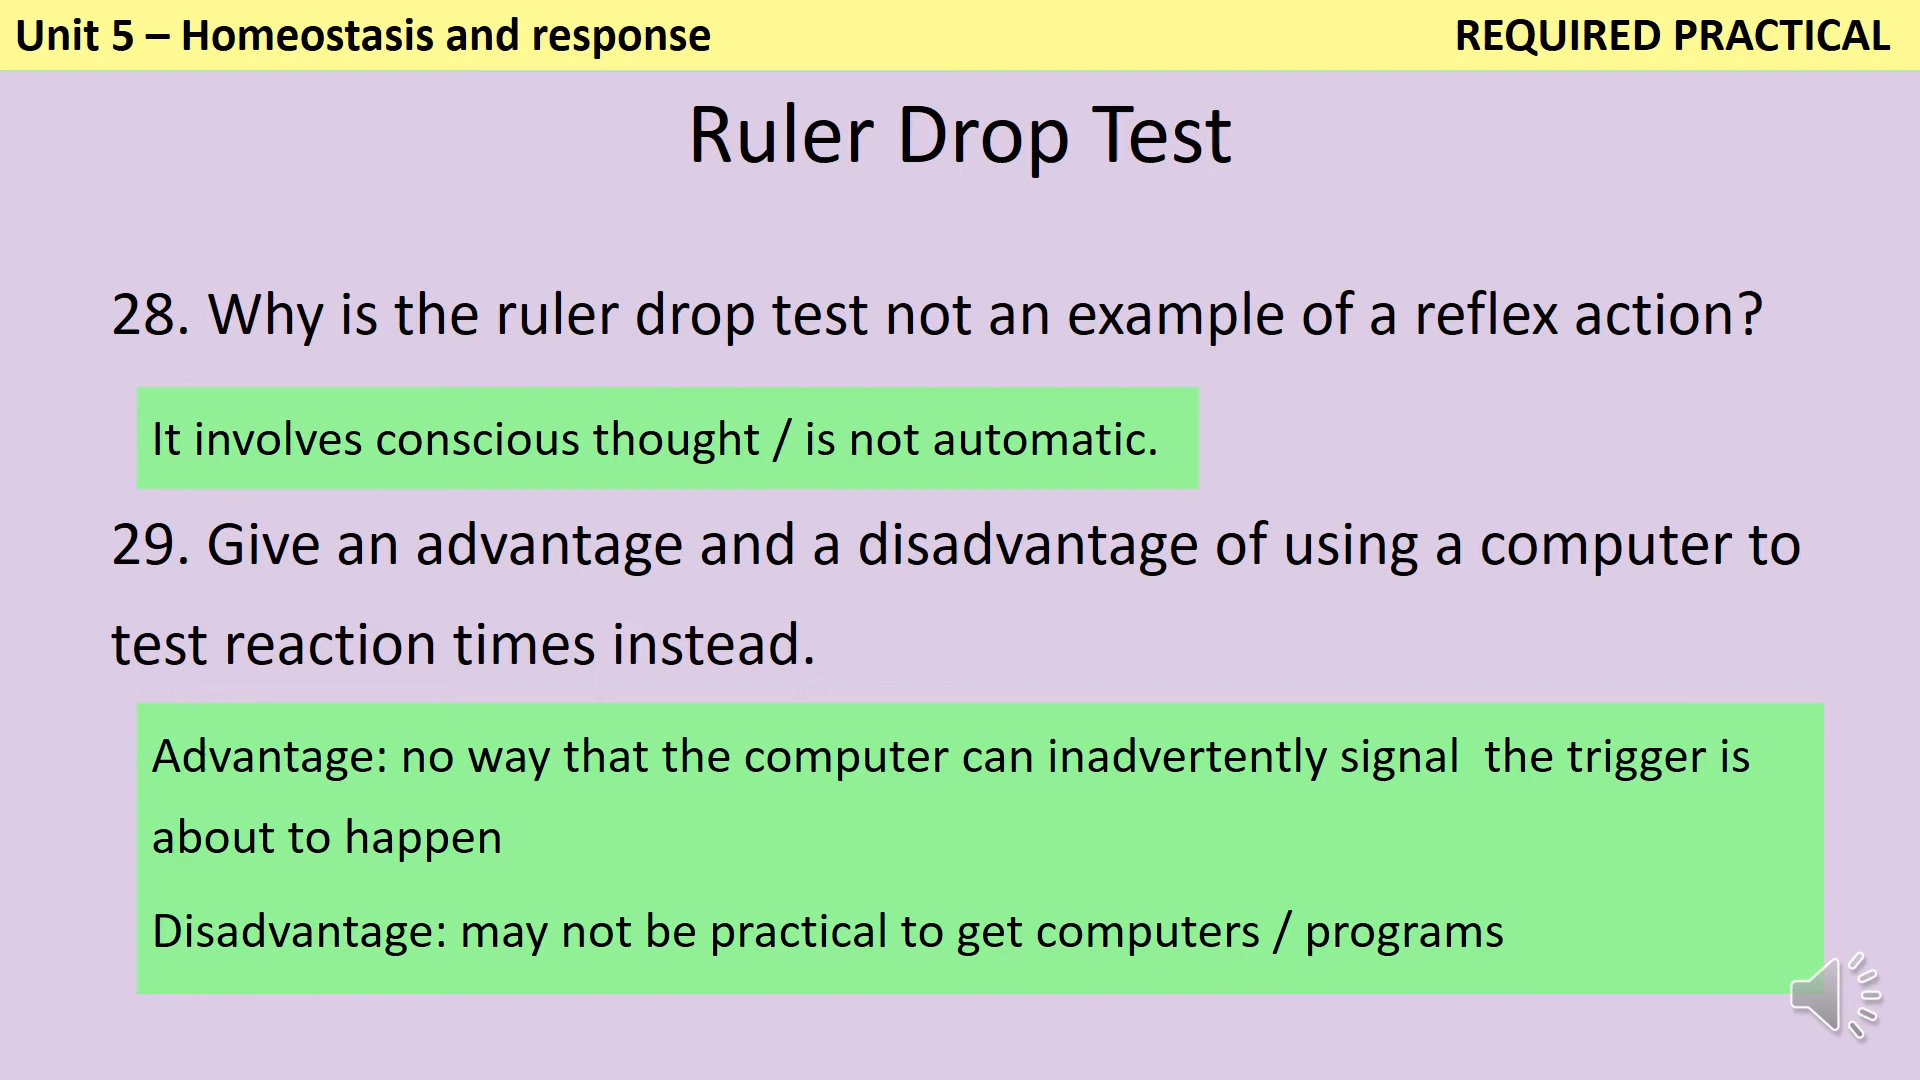 Unit 5 – Homeostasis and response
REQUIRED PRACTICAL
Ruler Drop Test
28. Why is the ruler drop test not an example of a reflex action?
It involves conscious thought / is not automatic.
29. Give an advantage and a disadvantage of using a computer to
test reaction times instead.
Advantage: no way that the computer can inadvertently signal  the trigger is
about to happen
Disadvantage: may not be practical to get computers / programs